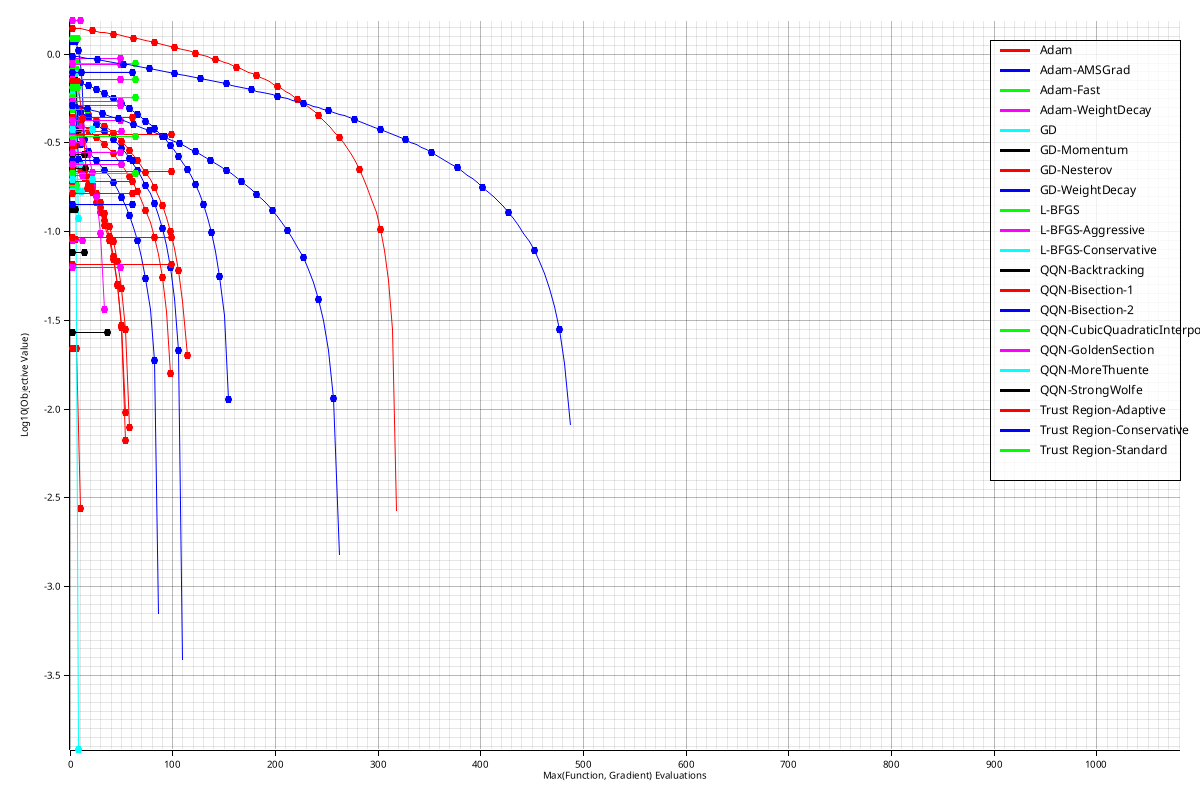 Adam
Adam-AMSGrad
Adam-Fast
Adam-WeightDecay
GD
GD-Momentum
GD-Nesterov
GD-WeightDecay
L-BFGS
L-BFGS-Aggressive
L-BFGS-Conservative
QQN-Backtracking
QQN-Bisection-1
QQN-Bisection-2
QQN-CubicQuadraticInterpo
QQN-GoldenSection
QQN-MoreThuente
QQN-StrongWolfe
Trust Region-Adaptive
Trust Region-Conservative
Trust Region-Standard
Log10(Objective Value)
0.0
-0.5
-1.0
-1.5
-2.0
-2.5
-3.0
-3.5
0 100 200 300 400 500 600 700 800 900 1000
Max(Function, Gradient) Evaluations